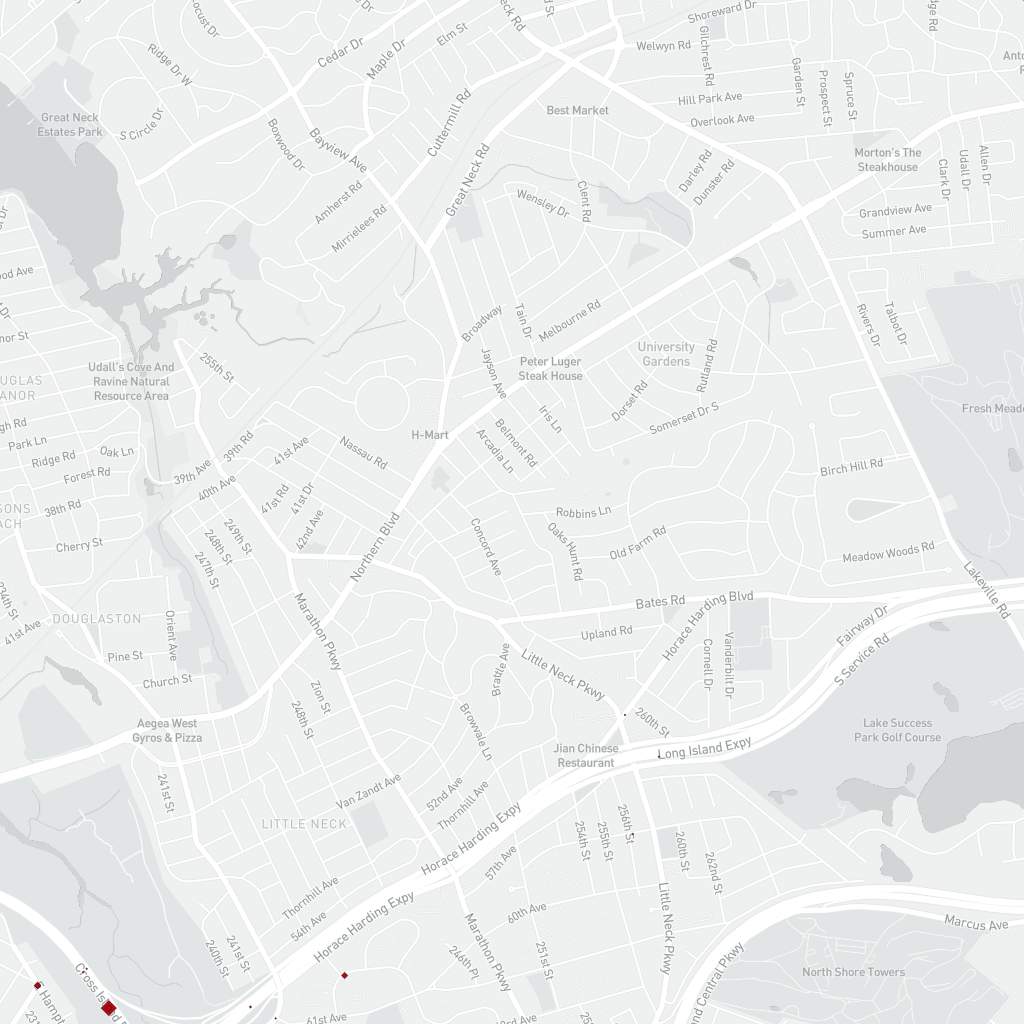 Shoreward Dr
Locust Dr
Cedar Dr
Maple Dr
Elm St
Welwyn Rd
Gilchrest Rd
Ridge Dr W
Garden St
Prospect St
Spruce St
Hill Park Ave
Overlook Ave
Best Market
Great Neck
Estates Park
S Circle Dr
Boxwood Dr
Bayview Ave
Cuttermill Rd
Great Neck Rd
Morton's The
Steakhouse
Allen Dr
Udall Dr
Clark Dr
Darley Rd
Dunster Rd
Clent Rd
Wensley Dr
Amherst Rd
Mirrielees Rd
Grandview Ave
Summer Ave
Broadway
Tain Dr
Melbourne Rd
Rivers Dr
Talbot Dr
University
Gardens
Rutland Rd
Jayson Ave
Peter Luger
Steak House
255th St
Udall's Cove And
Ravine Natural
Resource Area
Dorset Rd
Somerset Dr S
Iris Ln
Belmont Rd
Arcadia Ln
H-Mart
Park Ln
Oak Ln
Ridge Rd
Forest Rd
39th Ave
39th Rd
40th Ave
41st Ave
Nassau Rd
41st Rd
41st Dr
42nd Ave
Birch Hill Rd
38th Rd
Cherry St
249th St
248th St
247th St
Northern Blvd
Concord Ave
Robbins Ln
Oaks Hunt Rd
Old Farm Rd
Meadow Woods Rd
Lakeville Rd
234th St
41st Ave
DOUGLASTON
Orient Ave
Pine St
Church St
Marathon Pkwy
Bates Rd
Horace Harding Blvd
Upland Rd
Fairway Dr
S Service Rd
Brattle Ave
Little Neck Pkwy
Cornell Dr
Vanderbilt Dr
Zion St
248th St
Browvale Ln
260th St
Aegea West
Gyros & Pizza
Jian Chinese
Restaurant
Long Island Expy
Lake Success
Park Golf Course
241st St
Van Zandt Ave
52nd Ave
Thornhill Ave
LITTLE NECK
Horace Harding Expy
254th St
255th St
256th St
260th St
262nd St
57th Ave
Thornhill Ave
54th Ave
Horace Harding Expy
60th Ave
Little Neck Pkwy
Marcus Ave
241st St
240th St
246th Pl
Marathon Pkwy
251st St
North Shore Towers
61st Ave